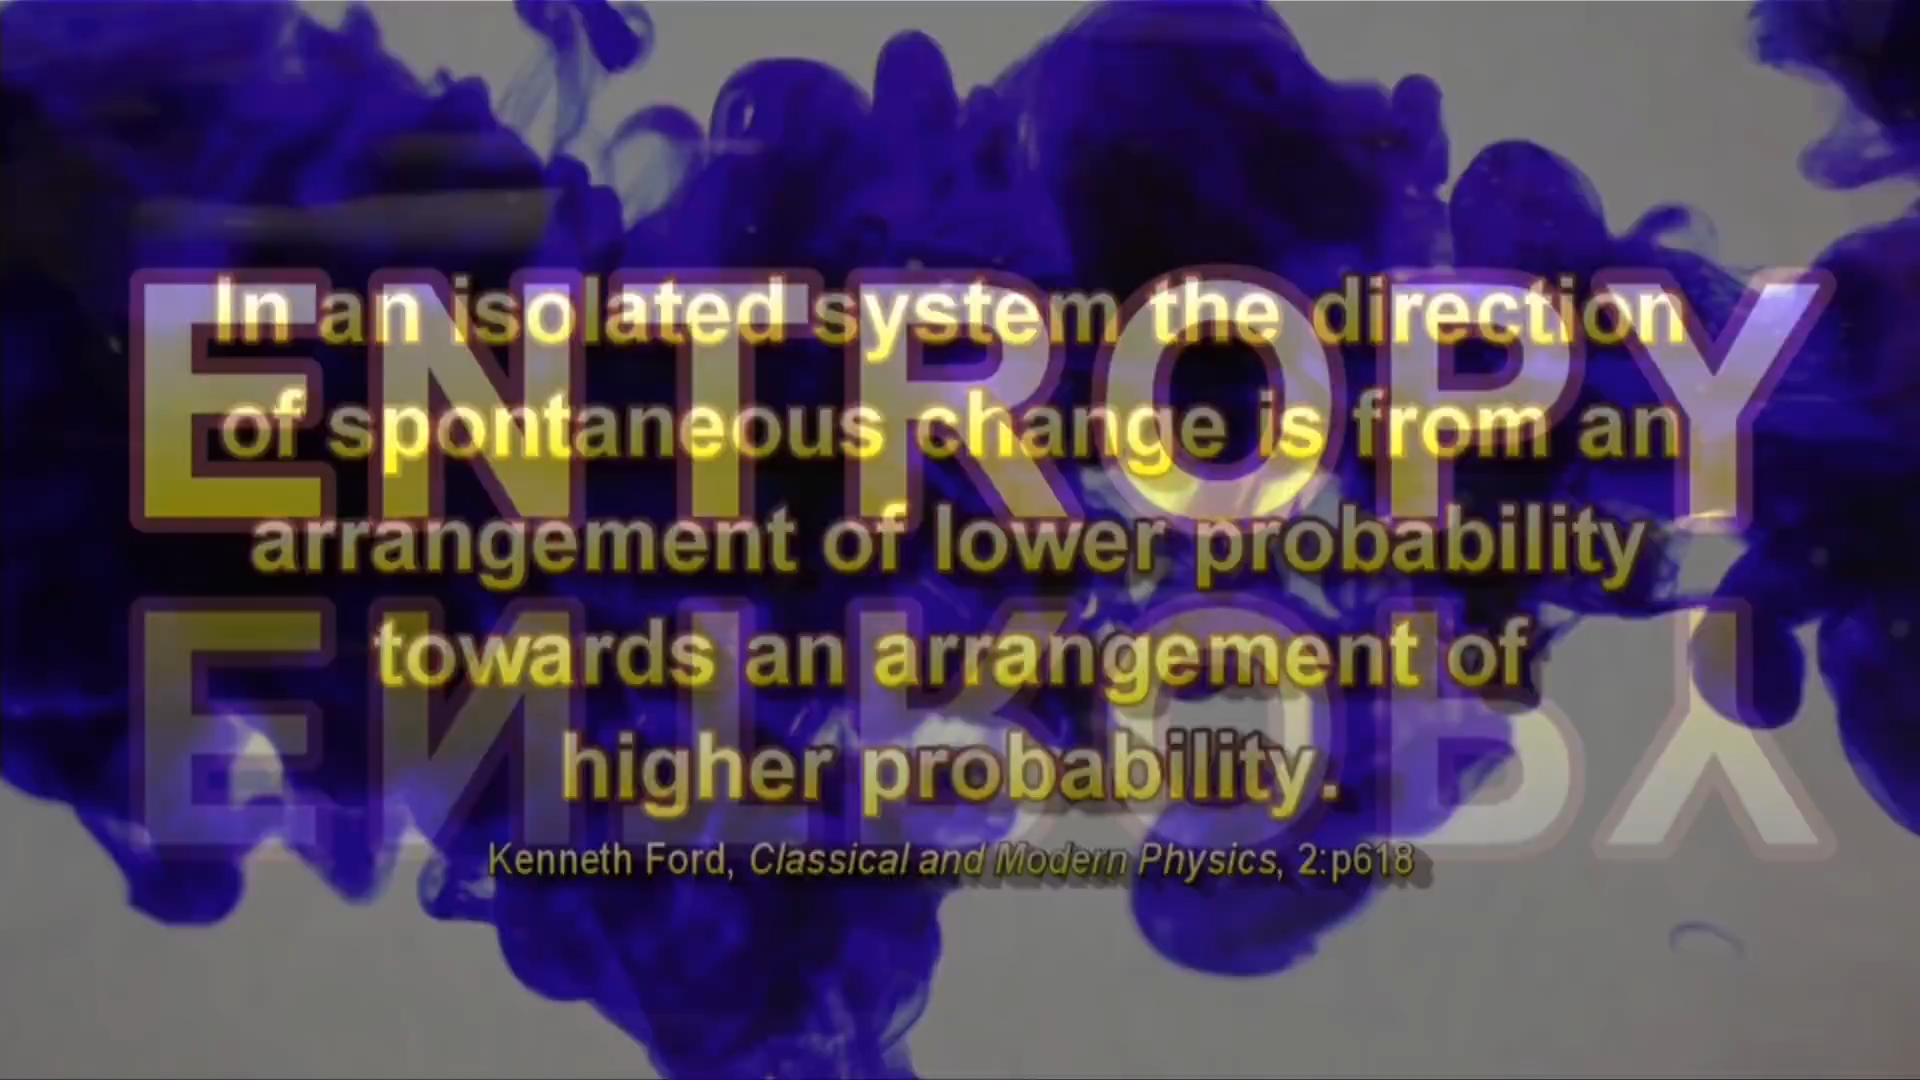 ENTROPY
In an isolated system the direction
of spontaneous change is from an
arrangement of lower probability
towards an arrangement of
higher probability.
Kenneth Ford, Classical and Modern Physics, 2:p618